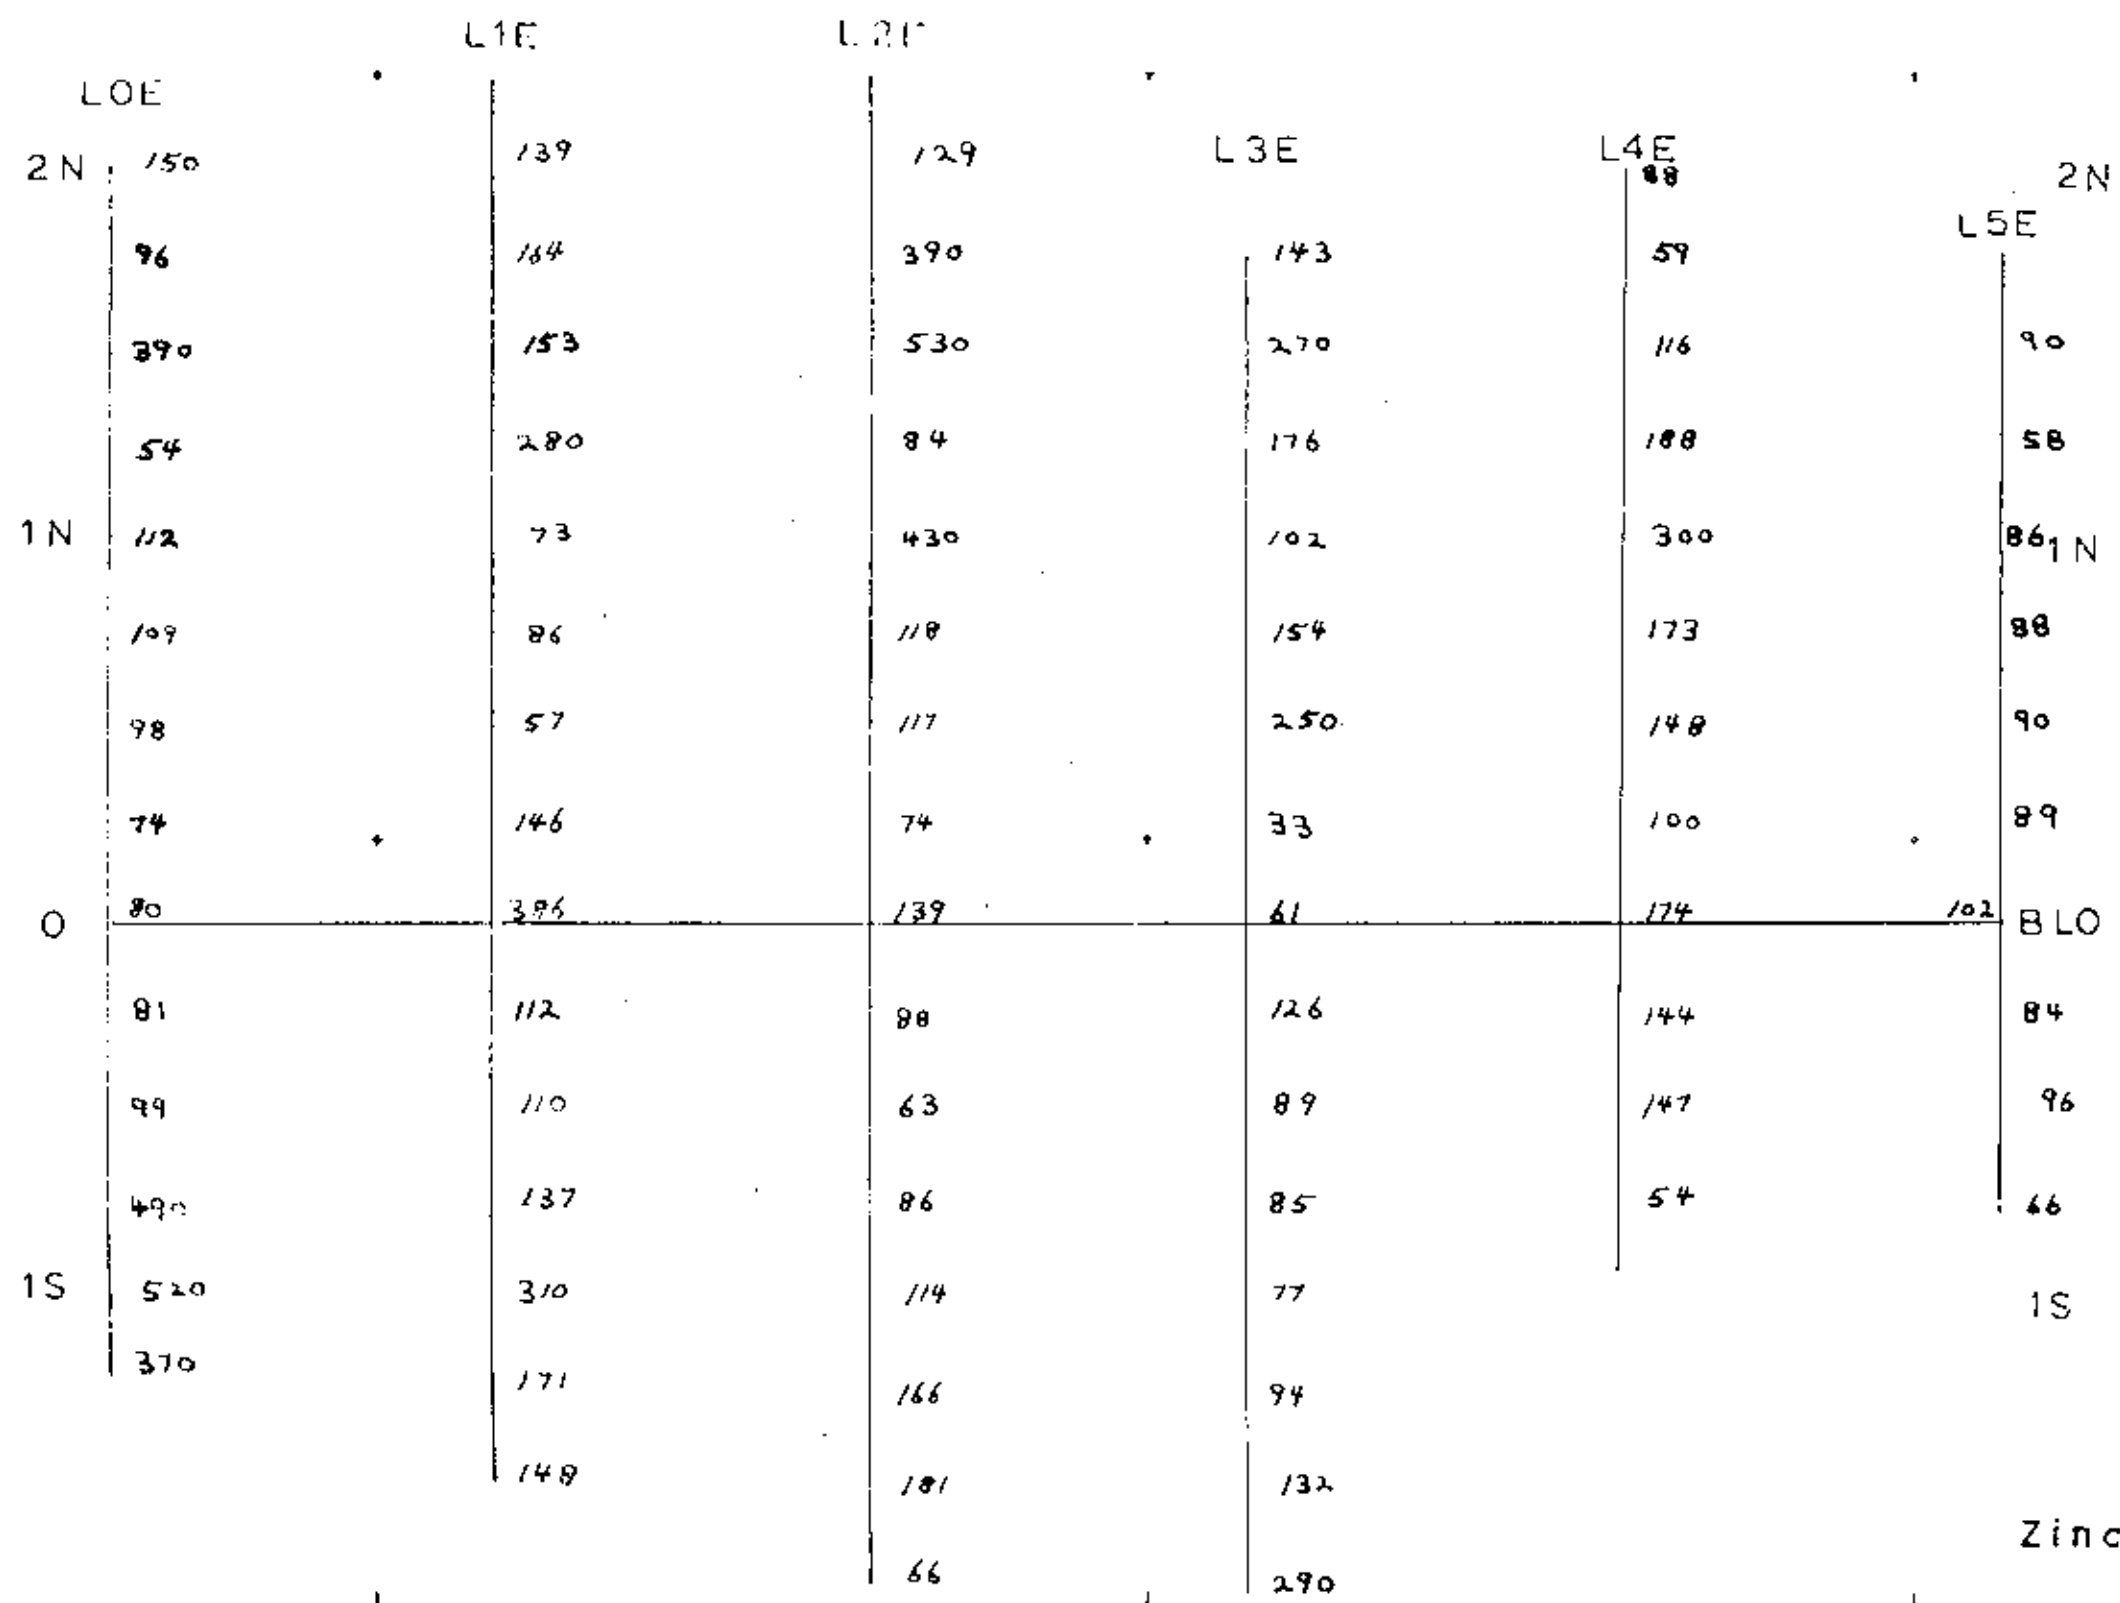 L1E
L0E
L3E L4E
2N 150 139 129 88 2N
L5E
96 164 390 143 59
390 153 530 270 116 90
54 280 84 176 188 58
1N 112 73 430 102 300 86 1N
109 86 118 154 173 88
98 57 117 250 148 90
74 146 74 33 100 89
0 80 139 61 174 102 BLO
81 112 98 126 144 84
99 110 63 89 147 96
490 137 86 85 54 66
1S 520 310 114 77 1S
370 171 166 94
148 181 132
Zinc
66 290